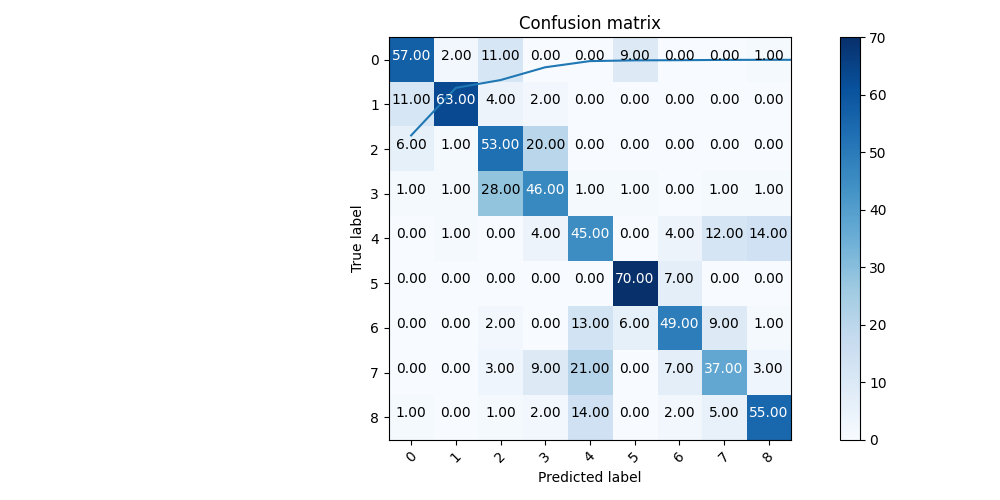 Confusion matrix
0 57.00 2.00 11.00 0.00 0.00 9.00 0.00 0.00 1.00
1 11.00 63.00 4.00 2.00 0.00 0.00 0.00 0.00 0.00
2 6.00 1.00 53.00 20.00 0.00 0.00 0.00 0.00 0.00
3 1.00 1.00 28.00 46.00 1.00 1.00 0.00 1.00 1.00
4 0.00 1.00 0.00 4.00 45.00 0.00 4.00 12.00 14.00
5 0.00 0.00 0.00 0.00 0.00 70.00 7.00 0.00 0.00
6 0.00 0.00 2.00 0.00 13.00 6.00 49.00 9.00 1.00
7 0.00 0.00 3.00 9.00 21.00 0.00 7.00 37.00 3.00
8 1.00 0.00 1.00 2.00 14.00 0.00 2.00 5.00 55.00
0 1 2 3 4 5 6 7 8
Predicted label
True label
70
60
50
40
30
20
10
0